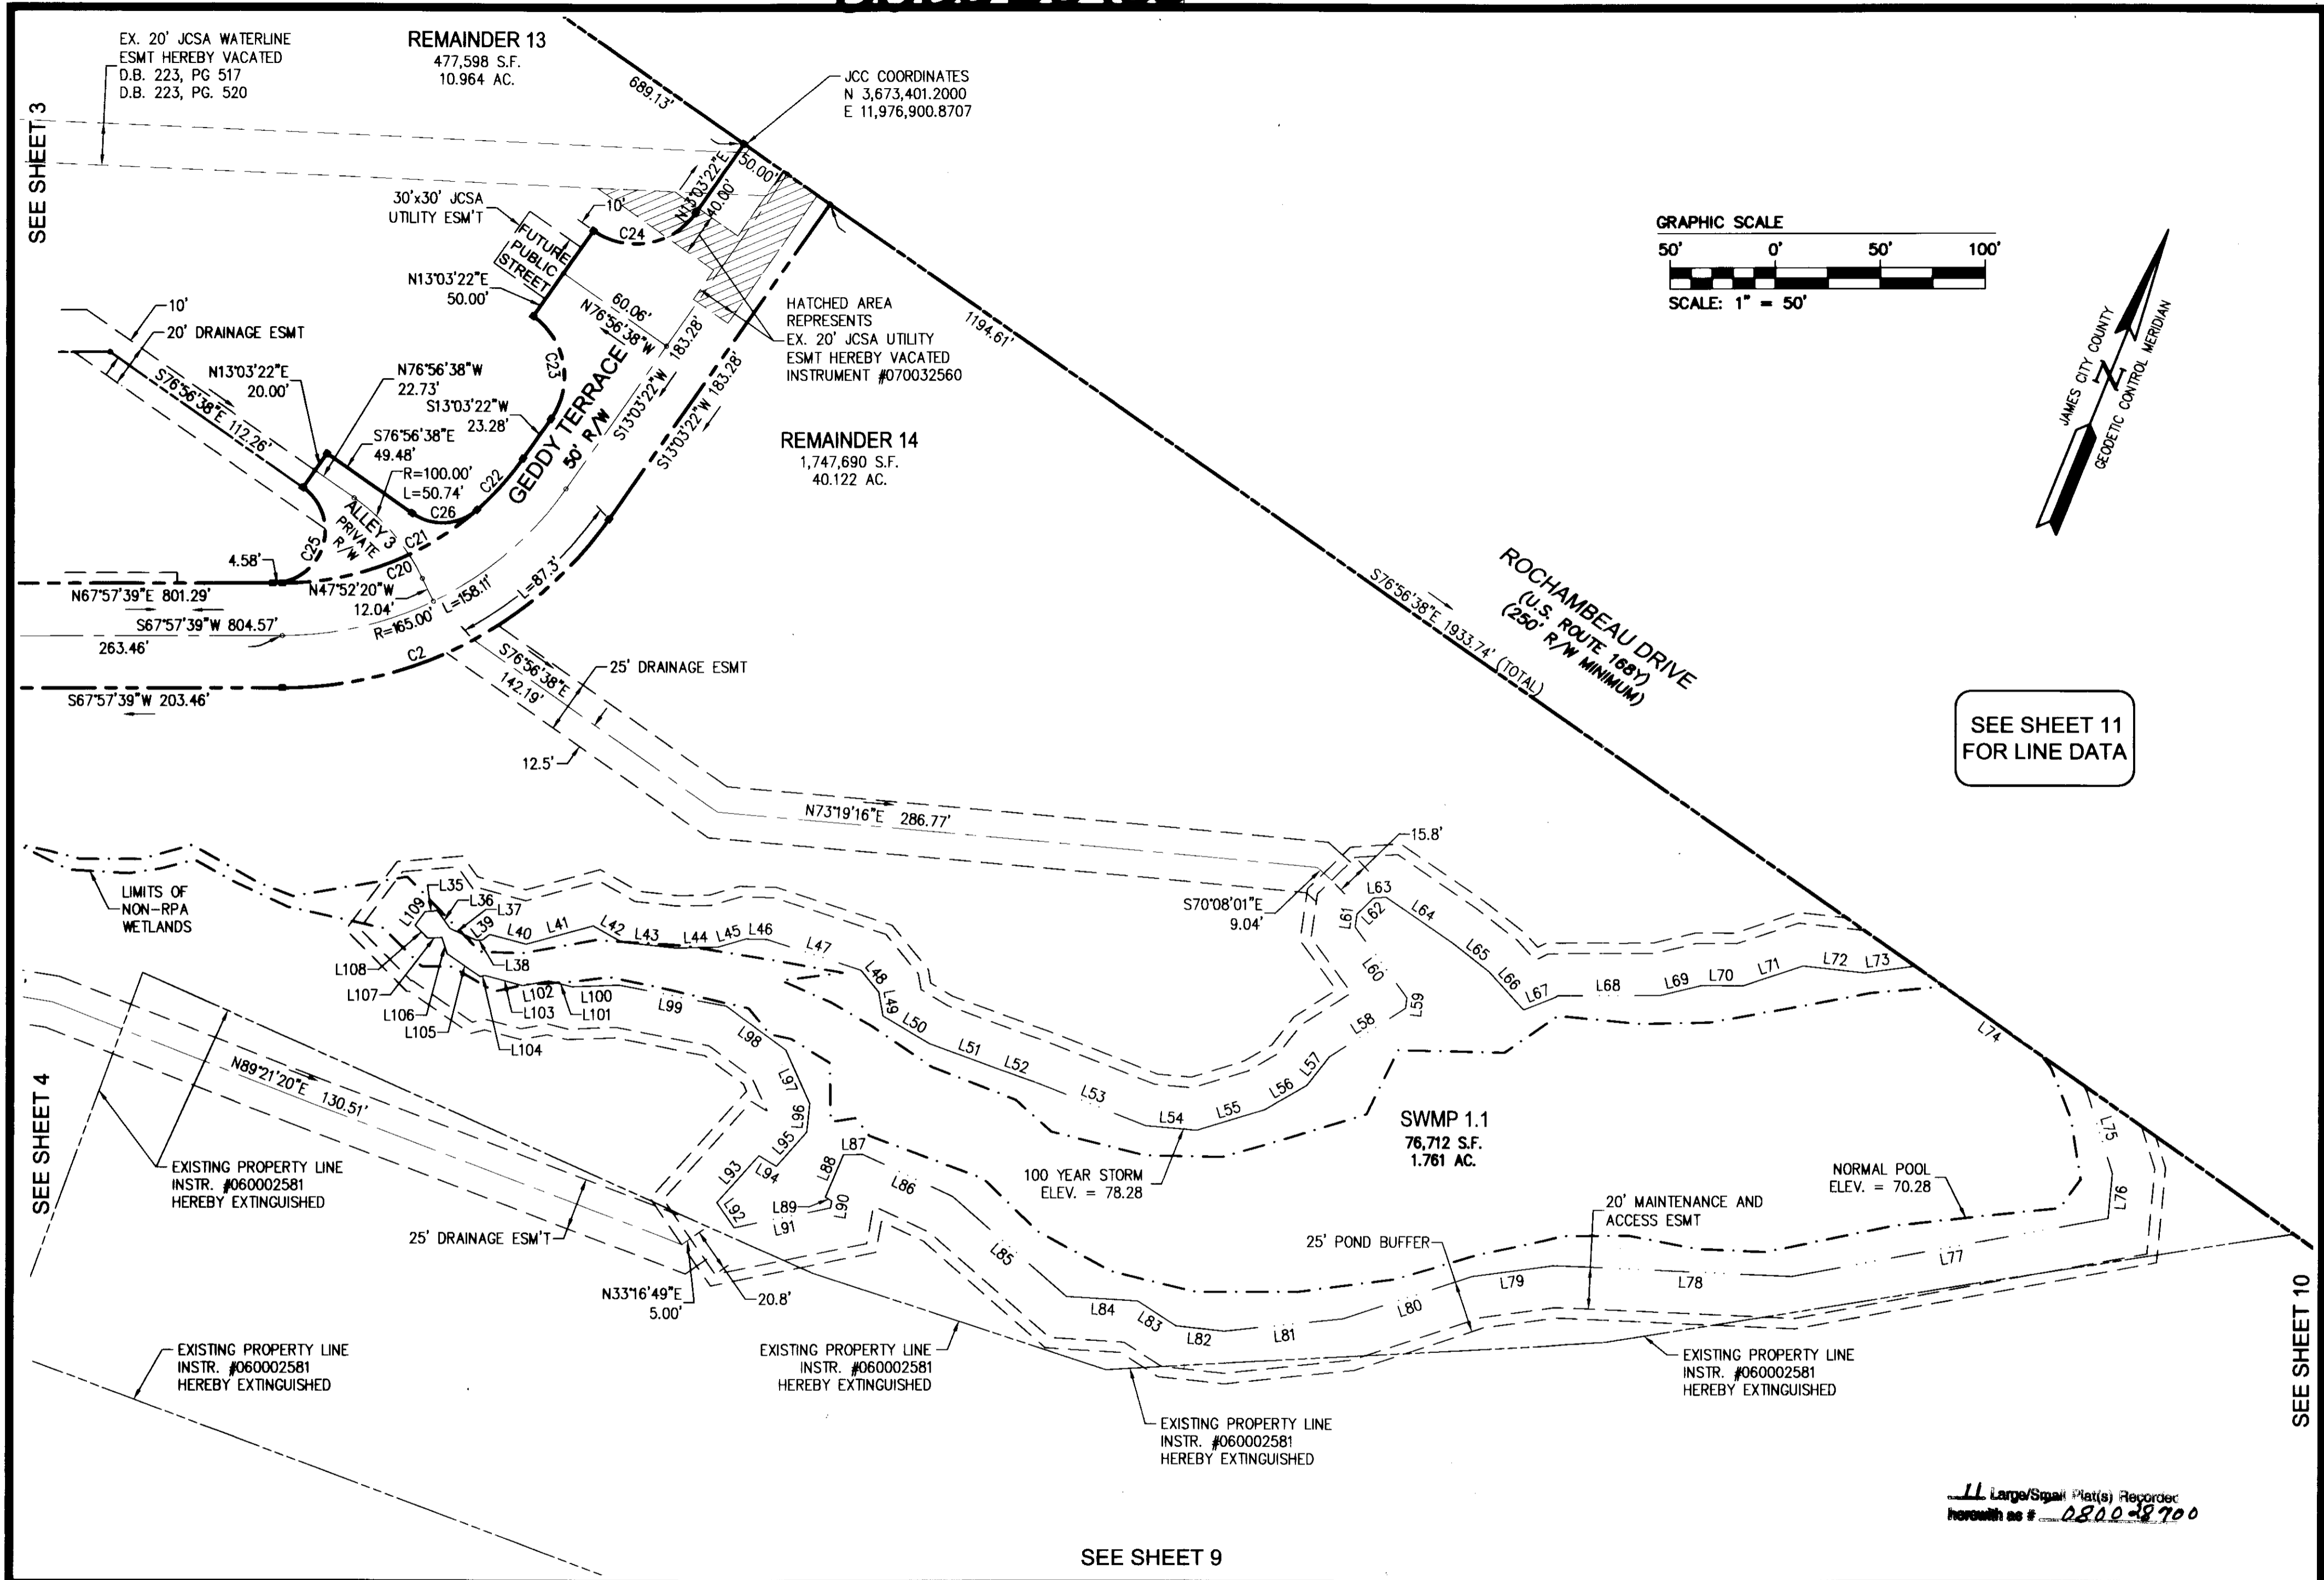 EX. 20' JCSA WATERLINE
ESMT HEREBY VACATED
D.B. 223, PG 517
D.B. 223, PG. 520
REMAINDER 13
477,598 S.F.
10.964 AC.
689.13'
JCC COORDINATES
N 3,673,401.2000
E 11,976,900.8707
SEE SHEET 3
30'x30' JCSA
UTILITY ESM'T
10'
N13°03'22"E
40.00'
50.00'
C24
FUTURE
PUBLIC
STREET
N13°03'22"E
50.00'
60.06'
N76°56'38"W
HATCHED AREA
REPRESENTS
EX. 20' JCSA UTILITY
ESMT HEREBY VACATED
INSTRUMENT #070032560
1194.61'
GRAPHIC SCALE
50' 0' 50' 100'
SCALE: 1" = 50'
JAMES CITY COUNTY
N
GEODETIC CONTROL MERIDIAN
10'
20' DRAINAGE ESMT
N13°03'22"E
20.00'
N76°56'38"W
22.73'
S76°56'38"E 112.26'
S13°03'22"W
23.28'
C23
S76°56'38"E
49.48'
R=100.00'
L=50.74'
C26
C22
GEDDY TERRACE
50' R/W
S13°03'22"W 183.28'
S13°03'22"W 183.28'
REMAINDER 14
1,747,690 S.F.
40.122 AC.
ALLEY 3
PRIVATE
R/W
C25
C21
C20
4.58'
N67°57'39"E 801.29'
N47°52'20"W
12.04'
L=158.11'
L=87.3'
S67°57'39"W 804.57'
R=165.00'
263.46'
C2
S67°57'39"W 203.46'
S76°56'38"E
142.19'
25' DRAINAGE ESMT
12.5'
S76°56'38"E 1933.74' (TOTAL)
ROCHAMBEAU DRIVE
(U.S. ROUTE 168Y)
(250' R/W MINIMUM)
SEE SHEET 11
FOR LINE DATA
N73°19'16"E 286.77'
15.8'
S70°08'01"E
9.04'
LIMITS OF
NON-RPA
WETLANDS
L35
L36
L37
L109
L39
L40
L41
L42
L43
L44
L45
L46
L47
L38
L108
L107
L106
L105
L104
L103
L102
L101
L100
L99
L98
L48
L49
L50
L51
L52
L53
L54
L55
L56
L57
L58
L59
L60
L61
L62
L63
L64
L65
L66
L67
L68
L69
L70
L71
L72
L73
L74
L75
L76
L77
L78
L79
L80
L81
L82
L83
L84
L85
L86
L87
L88
L89
L90
L91
L92
L93
L94
L95
L96
L97
SEE SHEET 4
N89°21'20"E 130.51'
EXISTING PROPERTY LINE
INSTR. #060002581
HEREBY EXTINGUISHED
25' DRAINAGE ESM'T
100 YEAR STORM
ELEV. = 78.28
SWMP 1.1
76,712 S.F.
1.761 AC.
NORMAL POOL
ELEV. = 70.28
20' MAINTENANCE AND
ACCESS ESMT
25' POND BUFFER
N33°16'49"E
5.00'
20.8'
EXISTING PROPERTY LINE
INSTR. #060002581
HEREBY EXTINGUISHED
EXISTING PROPERTY LINE
INSTR. #060002581
HEREBY EXTINGUISHED
EXISTING PROPERTY LINE
INSTR. #060002581
HEREBY EXTINGUISHED
EXISTING PROPERTY LINE
INSTR. #060002581
HEREBY EXTINGUISHED
SEE SHEET 10
11 Large/Small Plat(s) Recorded
herewith as # 080028700
SEE SHEET 9